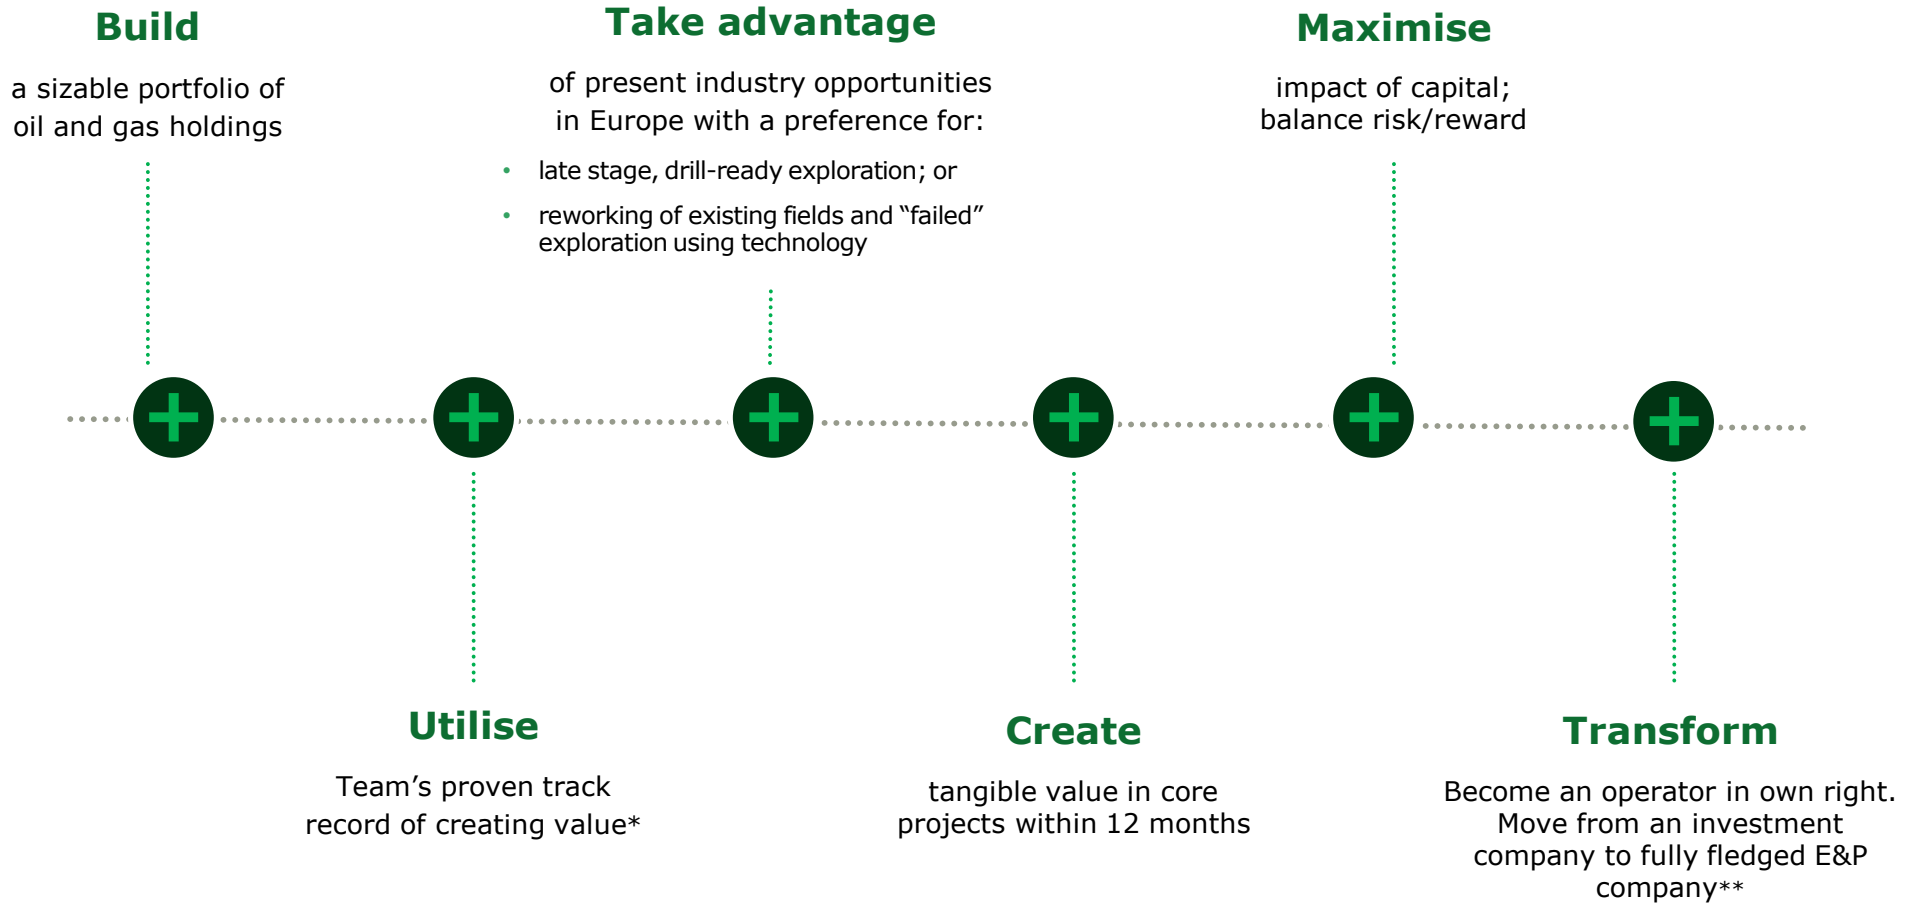 Build
a sizable portfolio of
oil and gas holdings
Take advantage
of present industry opportunities
in Europe with a preference for:
• late stage, drill-ready exploration; or
• reworking of existing fields and “failed”
exploration using technology
Maximise
impact of capital;
balance risk/reward
Utilise
Team’s proven track
record of creating value*
Create
tangible value in core
projects within 12 months
Transform
Become an operator in own right.
Move from an investment
company to fully fledged E&P
company**